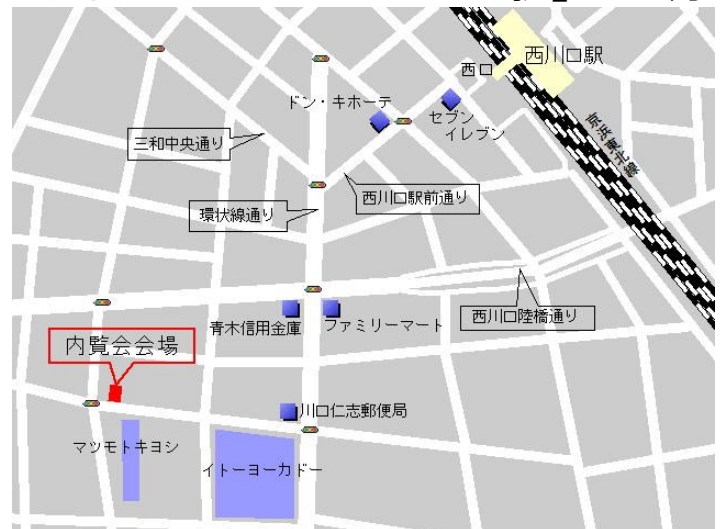 西川口駅
西口
ドン・キホーテ
セブン
イレブン
京浜東北線
三和中央通り
西川口駅前通り
環状線通り
青木信用金庫
ファミリーマート
西川口陸橋通り
内覧会会場
川口仁志郵便局
マツモトキヨシ
イトーヨーカドー